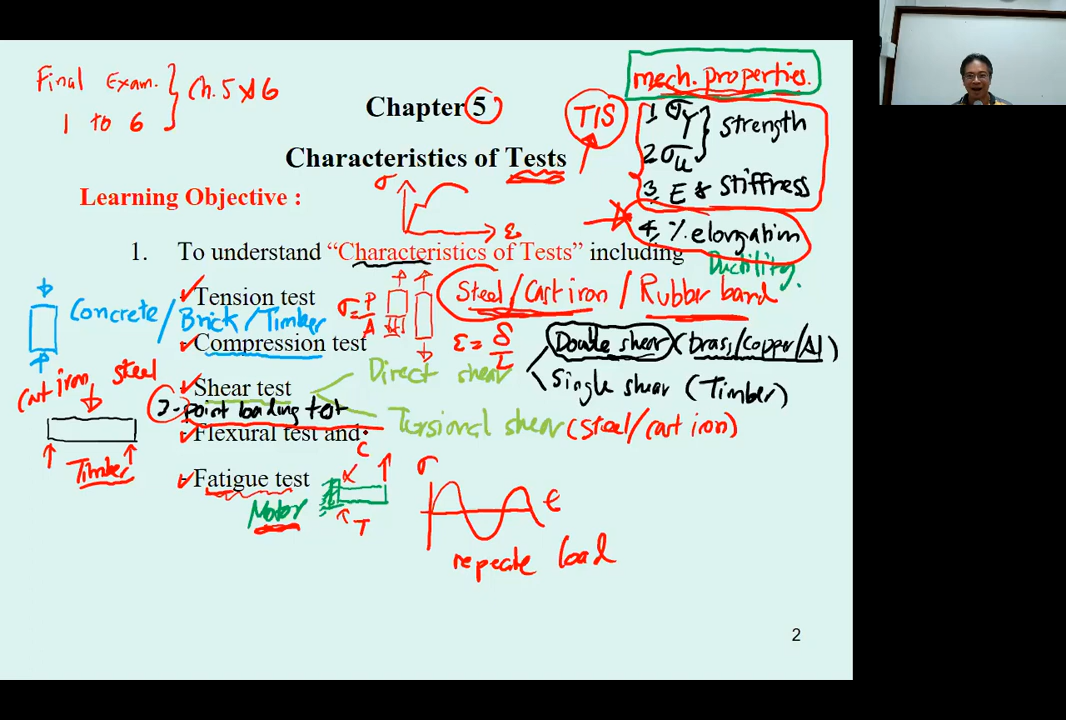 Final Exam. } Ch. 5 & 6
1 to 6
mech. properties.
Chapter 5
TIS
1. σy } strength
2. σu
3. E & stiffness
4. % elongation
Ductility.
Characteristics of Tests
σ
ε
Learning Objective :
1. To understand “Characteristics of Tests” including
- Tension test
σ = P/A
Steel / Cast iron / Rubber band
Concrete / Brick / Timber
- Compression test
ε = δ/L
Double shear (brass/copper/Al)
- Shear test
Direct shear
Single shear (Timber)
Cart iron steel
-point loading test
- Flexural test and
Torsional shear (steel/cart iron)
Timber
- Fatigue test
C
T
Motor
σ
t
repeate load
2